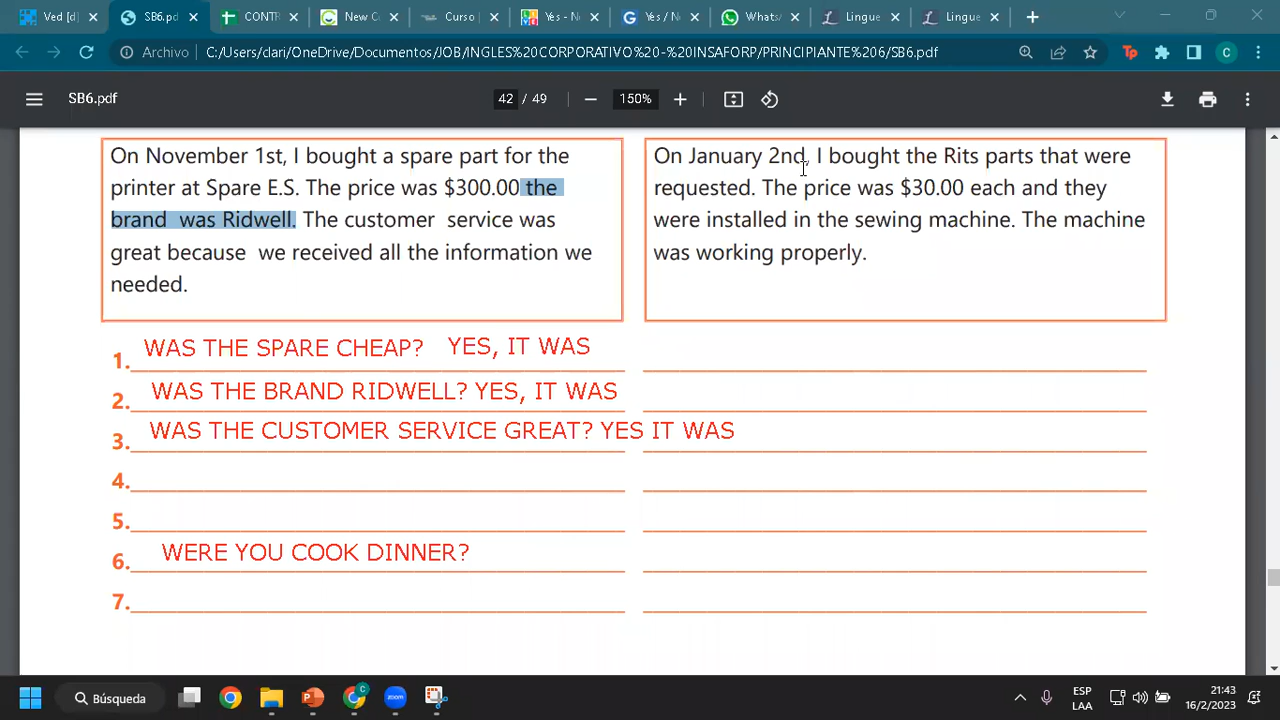 Ved [d
SB6.p
CONTR
New C
Curso |
Yes - N
Yes / N
Whats
Lingue
Lingue
Archivo
C:/Users/clari/OneDrive/Documentos/JOB/INGLES%20CORPORATIVO%20-%20INSAFORP/PRINCIPIANTE%206/SB6.pdf
SB6.pdf
42 / 49
150%
On November 1st, I bought a spare part for the
printer at Spare E.S. The price was $300.00 the
brand was Ridwell. The customer service was
great because we received all the information we
needed.
On January 2nd, I bought the Rits parts that were
requested. The price was $30.00 each and they
were installed in the sewing machine. The machine
was working properly.
1. WAS THE SPARE CHEAP? YES, IT WAS
2. WAS THE BRAND RIDWELL? YES, IT WAS
3. WAS THE CUSTOMER SERVICE GREAT? YES IT WAS
4.
5.
6. WERE YOU COOK DINNER?
7.
Búsqueda
ESP
LAA
21:43
16/2/2023